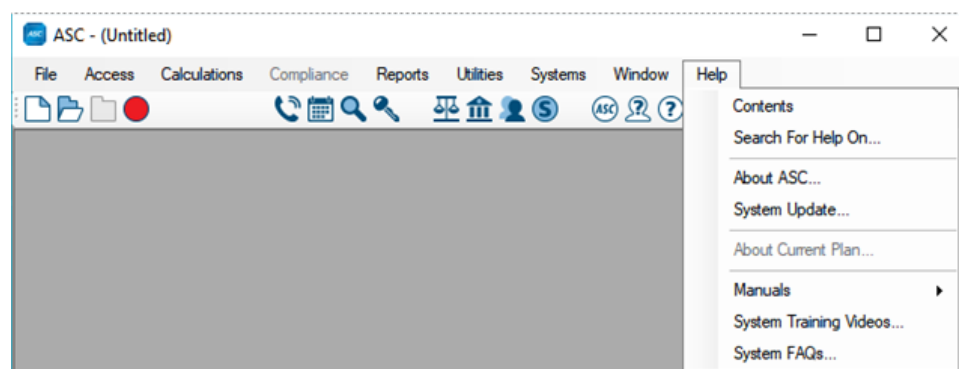 ASC - (Untitled)
File Access Calculations Compliance Reports Utilities Systems Window Help
ASC
Contents
Search For Help On...
About ASC...
System Update...
About Current Plan...
Manuals
System Training Videos...
System FAQs...